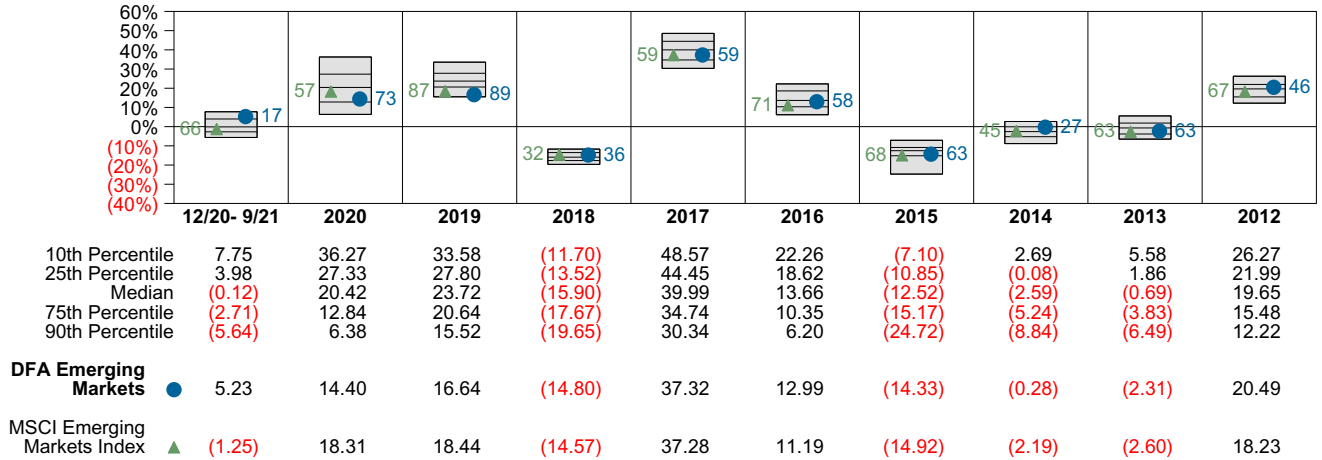 60%
50%
40%
30%
20%
10%
0%
(10%)
(20%)
(30%)
(40%)
66 17
57 73
87 89
32 36
59 59
71 58
68 63
45 27
63 63
67 46
12/20- 9/21 2020 2019 2018 2017 2016 2015 2014 2013 2012
10th Percentile 7.75 36.27 33.58 (11.70) 48.57 22.26 (7.10) 2.69 5.58 26.27
25th Percentile 3.98 27.33 27.80 (13.52) 44.45 18.62 (10.85) (0.08) 1.86 21.99
Median (0.12) 20.42 23.72 (15.90) 39.99 13.66 (12.52) (2.59) (0.69) 19.65
75th Percentile (2.71) 12.84 20.64 (17.67) 34.74 10.35 (15.17) (5.24) (3.83) 15.48
90th Percentile (5.64) 6.38 15.52 (19.65) 30.34 6.20 (24.72) (8.84) (6.49) 12.22
DFA Emerging
Markets 5.23 14.40 16.64 (14.80) 37.32 12.99 (14.33) (0.28) (2.31) 20.49
MSCI Emerging
Markets Index (1.25) 18.31 18.44 (14.57) 37.28 11.19 (14.92) (2.19) (2.60) 18.23